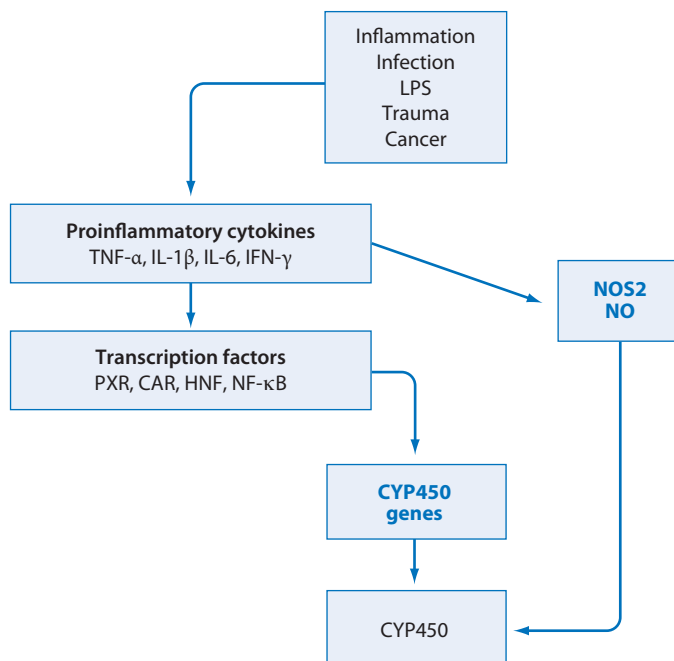 Inflammation
Infection
LPS
Trauma
Cancer
Proinflammatory cytokines
TNF-α, IL-1β, IL-6, IFN-γ
NOS2
NO
Transcription factors
PXR, CAR, HNF, NF-κB
CYP450
genes
CYP450